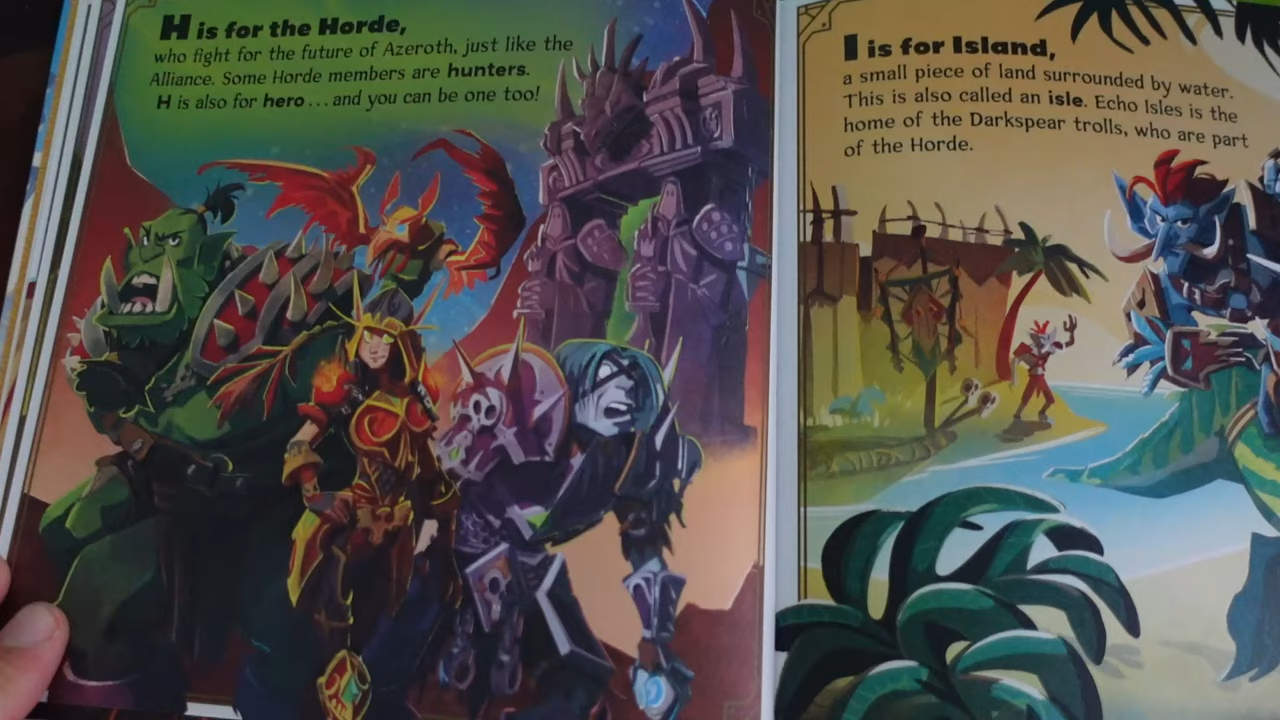 H is for the Horde,
who fight for the future of Azeroth, just like the
Alliance. Some Horde members are hunters.
H is also for hero...and you can be one too!
I is for Island,
a small piece of land surrounded by water.
This is also called an isle. Echo Isles is the
home of the Darkspear trolls, who are part
of the Horde.